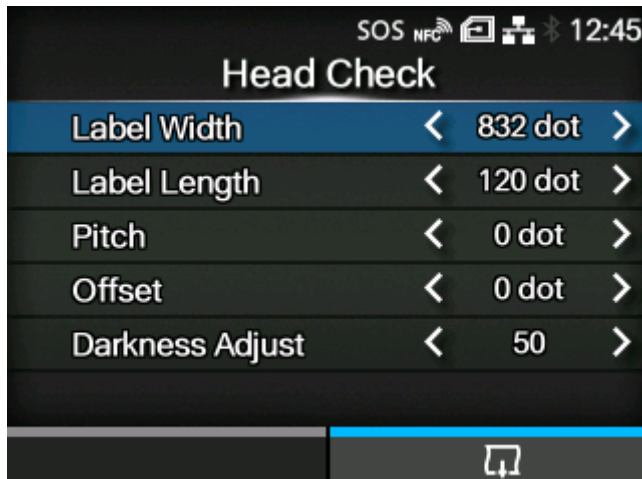 SOS NFC 12:45
Head Check
Label Width 832 dot
Label Length 120 dot
Pitch 0 dot
Offset 0 dot
Darkness Adjust 50